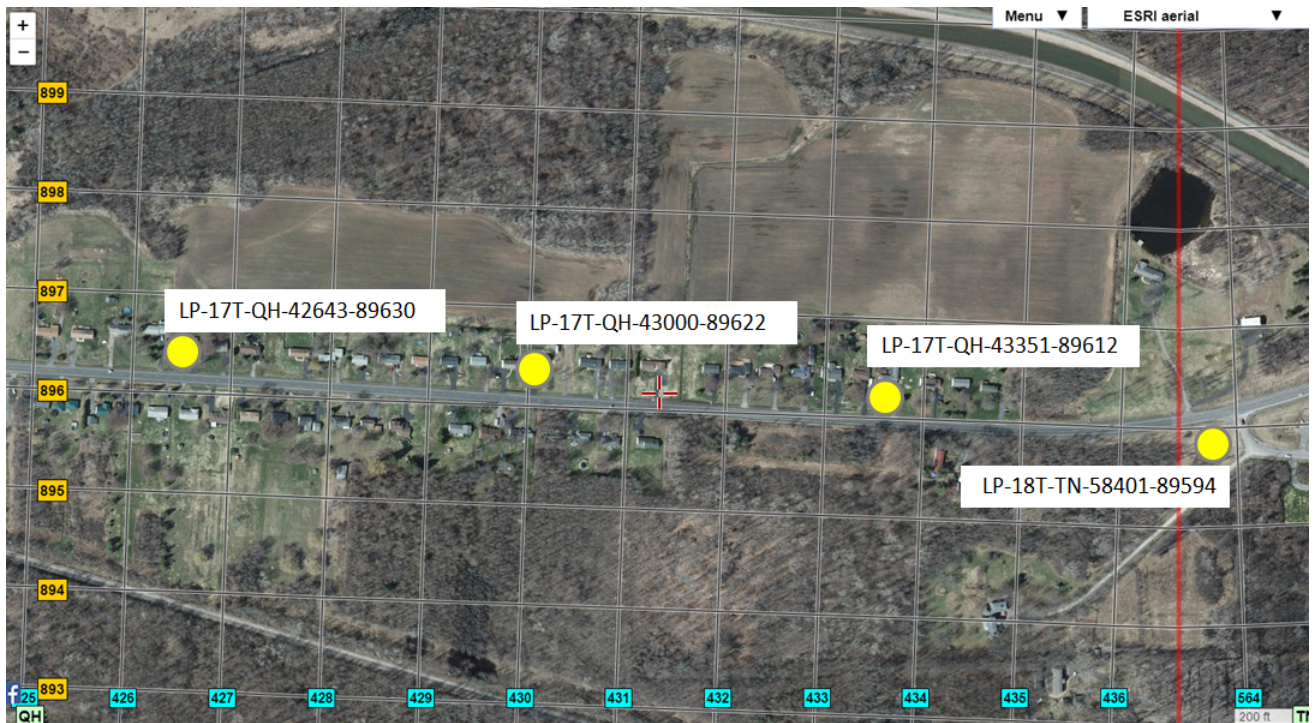 +
−
Menu ▼
ESRI aerial ▼
899
898
897
LP-17T-QH-42643-89630
LP-17T-QH-43000-89622
LP-17T-QH-43351-89612
896
LP-18T-TN-58401-89594
895
894
893
f
25
426
427
428
429
430
431
432
433
434
435
436
564
QH
200 ft